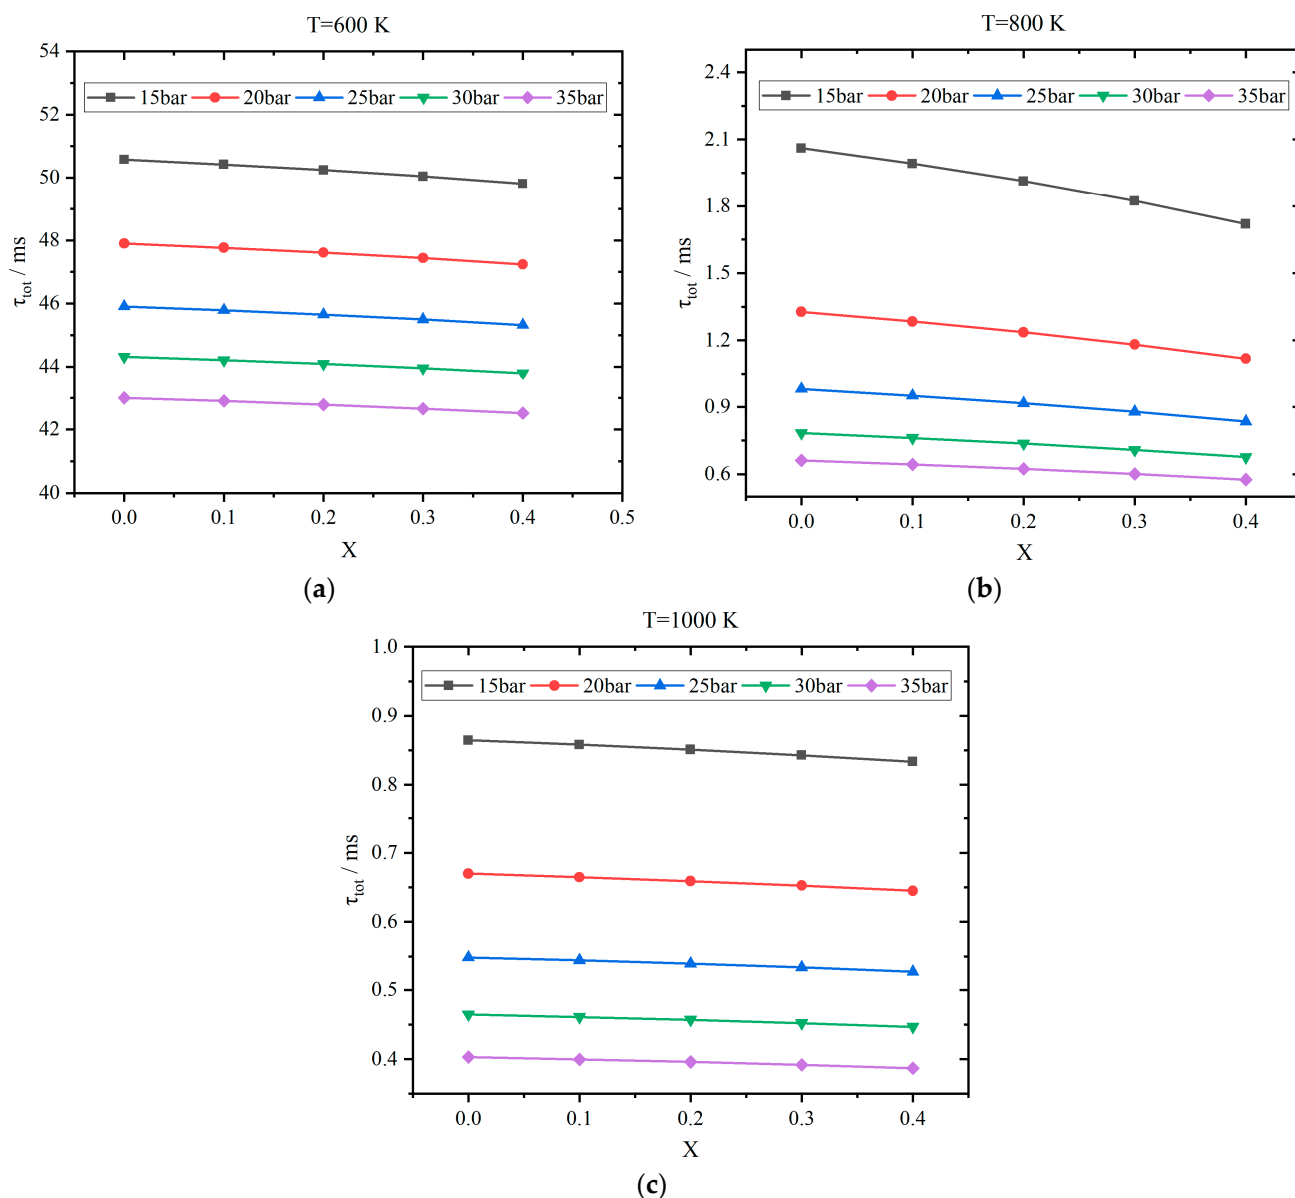 T=600 K
54
52
50
48
46
44
42
40
τtot / ms
15bar 20bar 25bar 30bar 35bar
0.0 0.1 0.2 0.3 0.4 0.5
X
(a)
T=800 K
2.4
2.1
1.8
1.5
1.2
0.9
0.6
τtot / ms
15bar 20bar 25bar 30bar 35bar
0.0 0.1 0.2 0.3 0.4
X
(b)
T=1000 K
1.0
0.9
0.8
0.7
0.6
0.5
0.4
τtot / ms
15bar 20bar 25bar 30bar 35bar
0.0 0.1 0.2 0.3 0.4
X
(c)